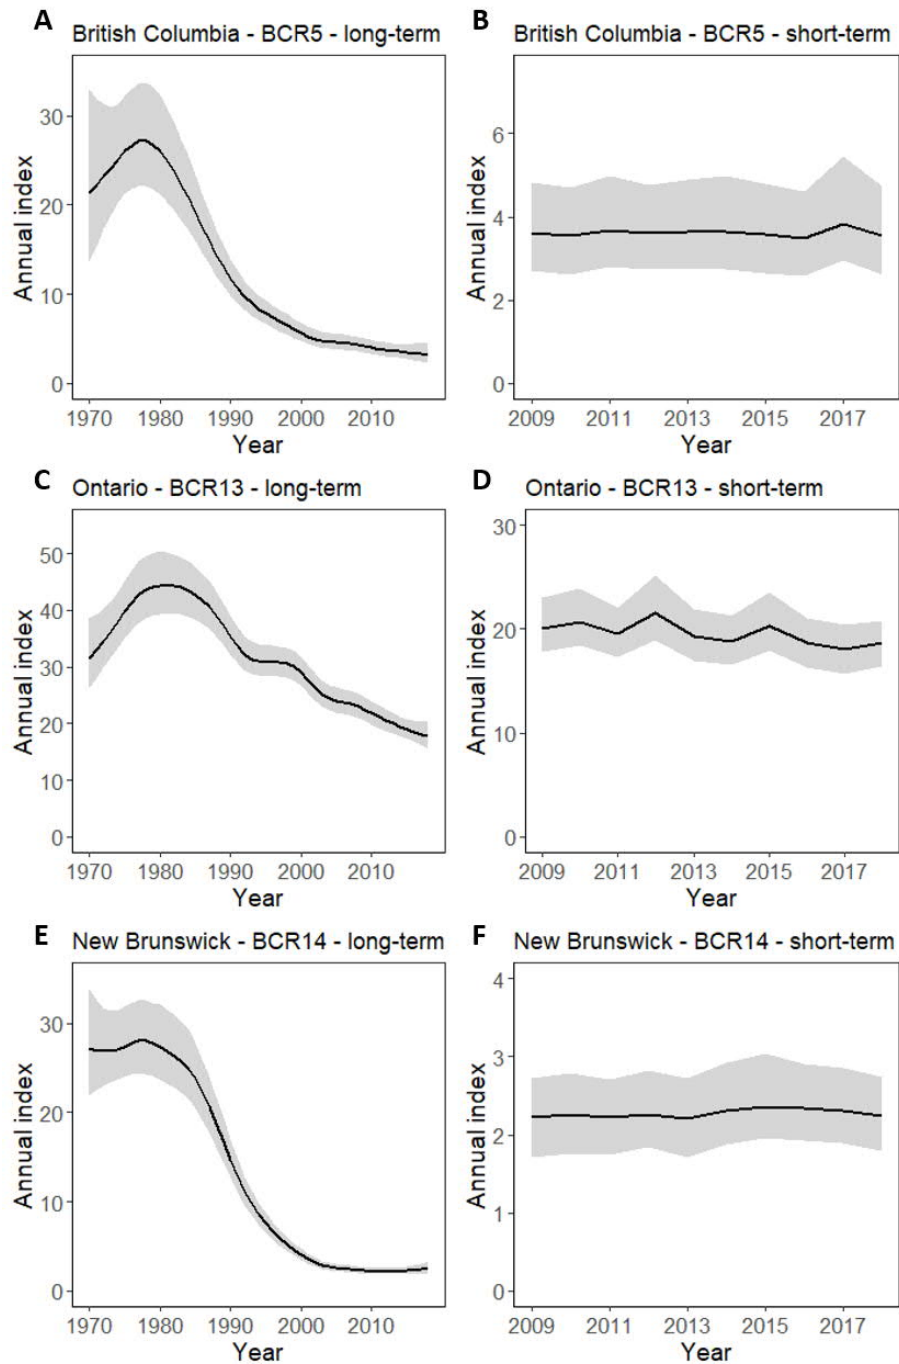 A British Columbia - BCR5 - long-term
Annual index
30
20
10
0
1970 1980 1990 2000 2010
Year
B British Columbia - BCR5 - short-term
Annual index
6
4
2
0
2009 2011 2013 2015 2017
Year
C Ontario - BCR13 - long-term
Annual index
50
40
30
20
10
0
1970 1980 1990 2000 2010
Year
D Ontario - BCR13 - short-term
Annual index
30
20
10
0
2009 2011 2013 2015 2017
Year
E New Brunswick - BCR14 - long-term
Annual index
30
20
10
0
1970 1980 1990 2000 2010
Year
F New Brunswick - BCR14 - short-term
Annual index
4
3
2
1
0
2009 2011 2013 2015 2017
Year